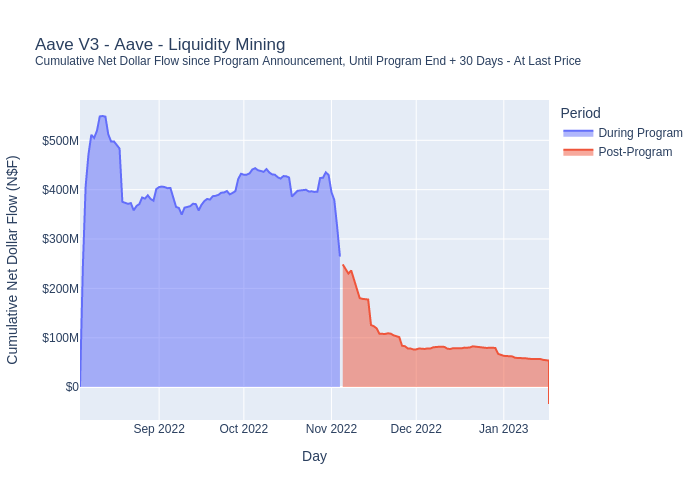 Aave V3 - Aave - Liquidity Mining
Cumulative Net Dollar Flow since Program Announcement, Until Program End + 30 Days - At Last Price
Cumulative Net Dollar Flow (N$F)
$500M
$400M
$300M
$200M
$100M
$0
Sep 2022
Oct 2022
Nov 2022
Dec 2022
Jan 2023
Day
Period
During Program
Post-Program